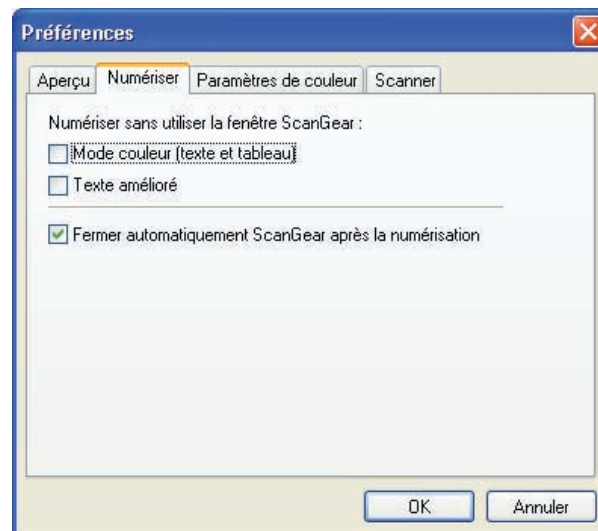 Préférences
Aperçu Numériser Paramètres de couleur Scanner
Numériser sans utiliser la fenêtre ScanGear :
Mode couleur (texte et tableau)
Texte amélioré
Fermer automatiquement ScanGear après la numérisation
OK Annuler